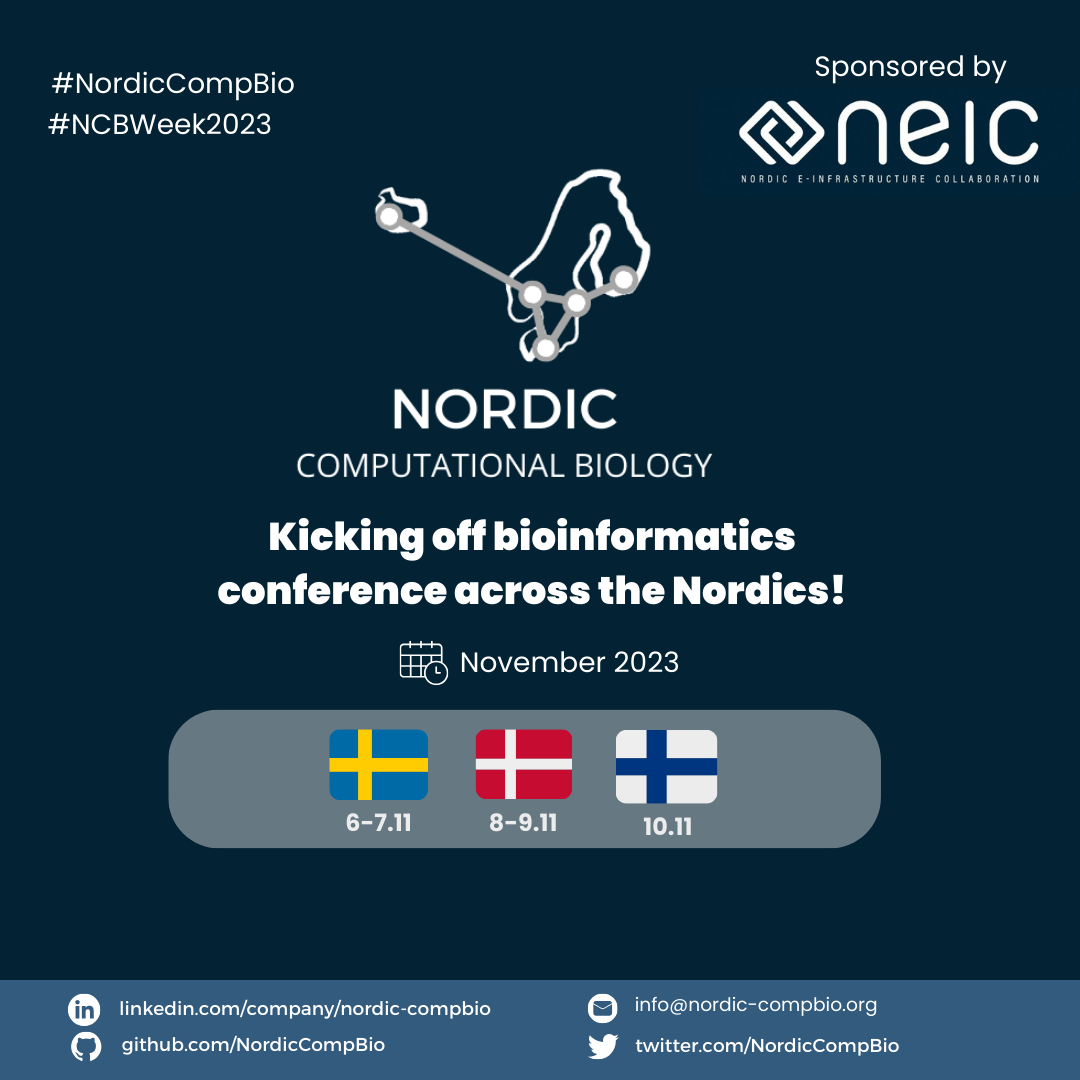 #NordicCompBio
#NCBWeek2023
Sponsored by
neic
NORDIC E-INFRASTRUCTURE COLLABORATION
NORDIC
COMPUTATIONAL BIOLOGY
Kicking off bioinformatics
conference across the Nordics!
November 2023
6-7.11
8-9.11
10.11
in
linkedin.com/company/nordic-compbio
info@nordic-compbio.org
github.com/NordicCompBio
twitter.com/NordicCompBio